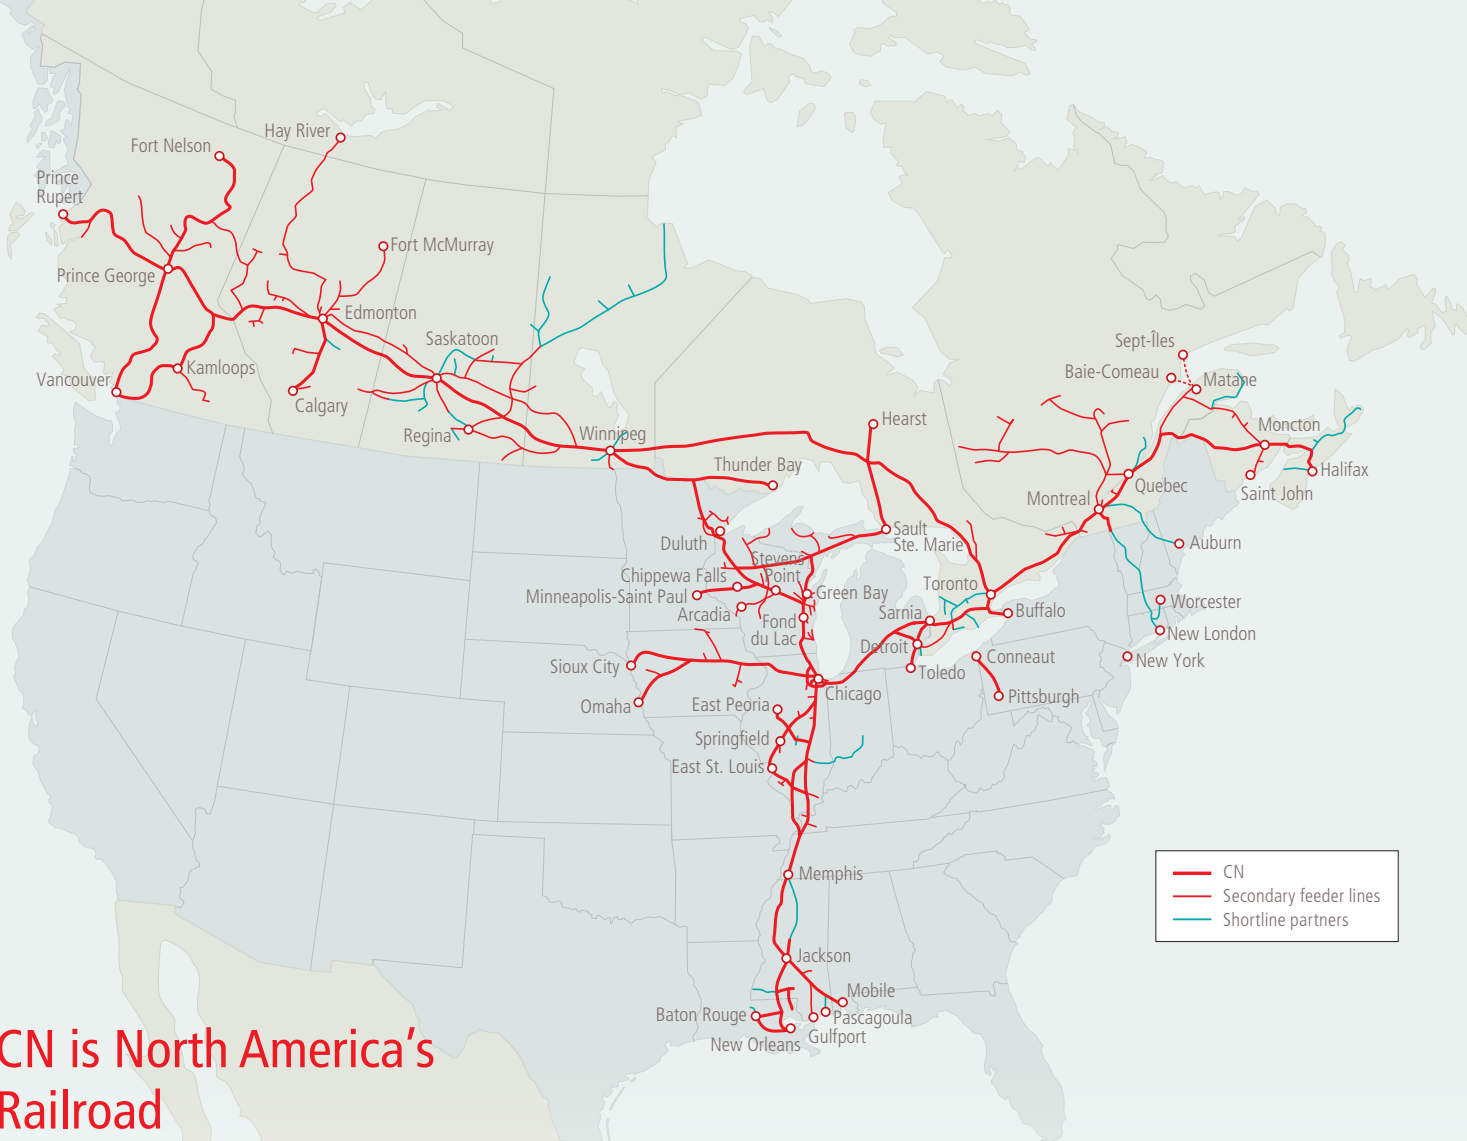 Hay River
Fort Nelson
Prince
Rupert
Fort McMurray
Prince George
Edmonton
Saskatoon
Sept-Îles
Baie-Comeau
Matane
Kamloops
Vancouver
Calgary
Hearst
Moncton
Regina
Winnipeg
Thunder Bay
Halifax
Quebec
Saint John
Montreal
Sault
Ste. Marie
Duluth
Auburn
Stevens
Point
Chippewa Falls
Toronto
Minneapolis-Saint Paul
Green Bay
Arcadia
Sarnia
Buffalo
Worcester
Fond
du Lac
New London
Detroit
Conneaut
New York
Sioux City
Toledo
Chicago
Pittsburgh
Omaha
East Peoria
Springfield
East St. Louis
Memphis
CN
Secondary feeder lines
Shortline partners
Jackson
Mobile
Baton Rouge
Pascagoula
Gulfport
New Orleans
CN is North America's
Railroad